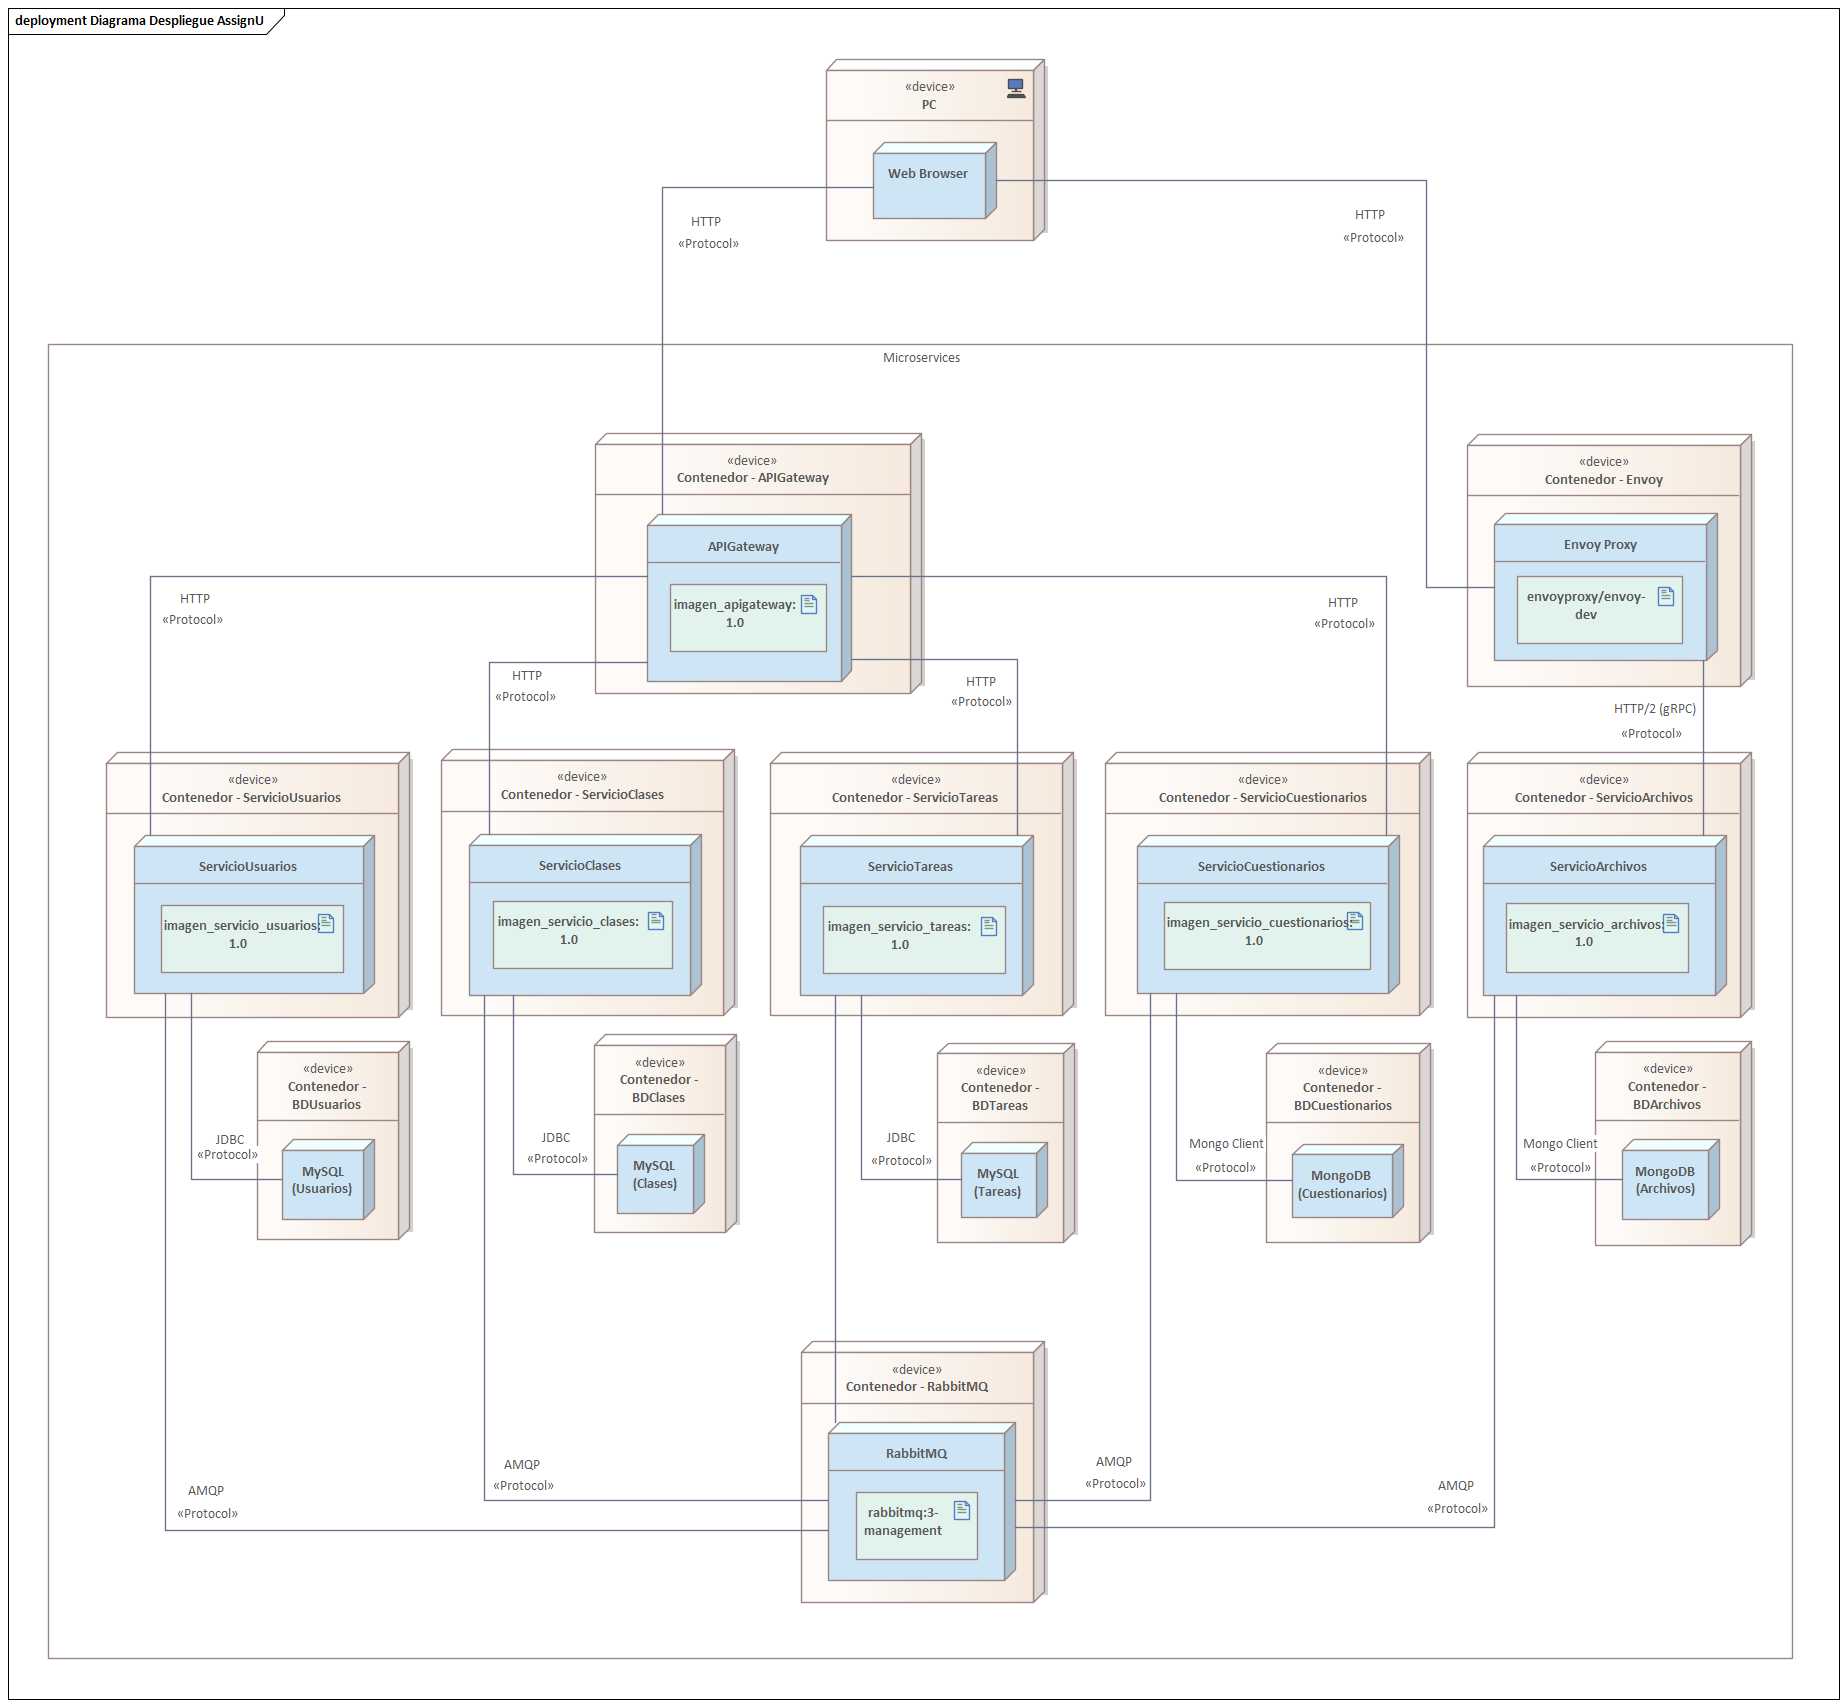 deployment Diagrama Despliegue AssignU
«device»
PC
Web Browser
HTTP
«Protocol»
HTTP
«Protocol»
Microservices
«device»
Contenedor - APIGateway
APIGateway
imagen_apigateway:
1.0
«device»
Contenedor - Envoy
Envoy Proxy
envoyproxy/envoy-
dev
HTTP
«Protocol»
HTTP
«Protocol»
HTTP
«Protocol»
HTTP
«Protocol»
HTTP/2 (gRPC)
«Protocol»
«device»
Contenedor - ServicioUsuarios
ServicioUsuarios
imagen_servicio_usuarios:
1.0
«device»
Contenedor - ServicioClases
ServicioClases
imagen_servicio_clases:
1.0
«device»
Contenedor - ServicioTareas
ServicioTareas
imagen_servicio_tareas:
1.0
«device»
Contenedor - ServicioCuestionarios
ServicioCuestionarios
imagen_servicio_cuestionarios:
1.0
«device»
Contenedor - ServicioArchivos
ServicioArchivos
imagen_servicio_archivos:
1.0
«device»
Contenedor -
BDUsuarios
JDBC
«Protocol»
MySQL
(Usuarios)
«device»
Contenedor -
BDClases
JDBC
«Protocol»
MySQL
(Clases)
«device»
Contenedor -
BDTareas
JDBC
«Protocol»
MySQL
(Tareas)
«device»
Contenedor -
BDCuestionarios
Mongo Client
«Protocol»
MongoDB
(Cuestionarios)
«device»
Contenedor -
BDArchivos
Mongo Client
«Protocol»
MongoDB
(Archivos)
«device»
Contenedor - RabbitMQ
RabbitMQ
rabbitmq:3-
management
AMQP
«Protocol»
AMQP
«Protocol»
AMQP
«Protocol»
AMQP
«Protocol»